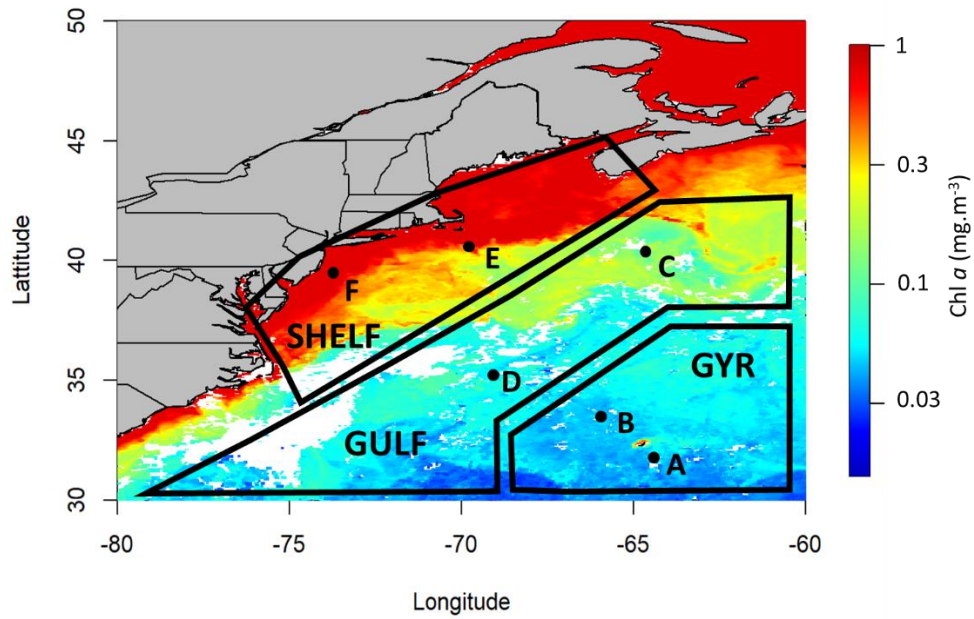 50
45
40
35
30
Lattitude
-80
-75
-70
-65
-60
Longitude
SHELF
GULF
GYR
A
B
C
D
E
F
1
0.3
0.1
0.03
Chl a (mg.m-3)